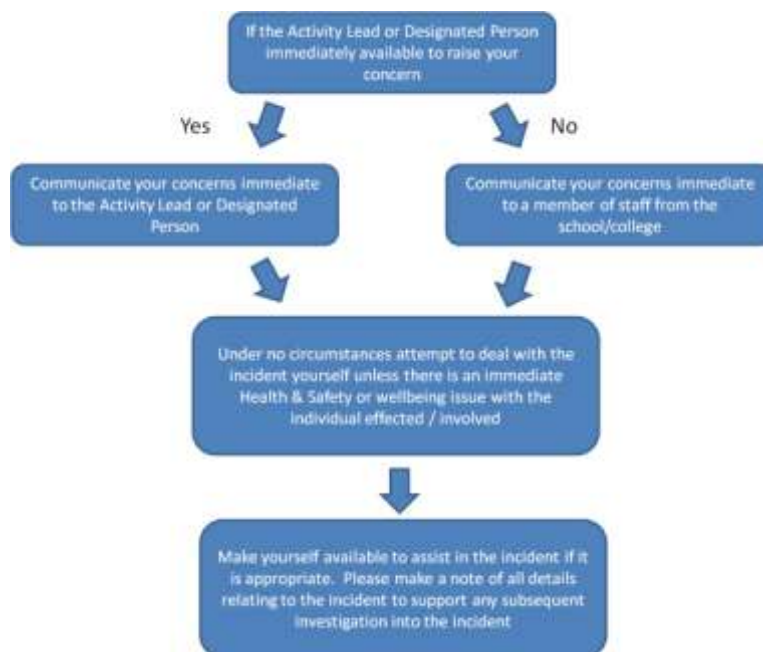 If the Activity Lead or Designated Person
immediately available to raise your
concern
Yes
No
Communicate your concerns immediate
to the Activity Lead or Designated
Person
Communicate your concerns immediate
to a member of staff from the
school/college
Under no circumstances attempt to deal with the
incident yourself unless there is an immediate
Health & Safety or wellbeing issue with the
individual effected / involved
Make yourself available to assist in the incident if it
is appropriate. Please make a note of all details
relating to the incident to support any subsequent
investigation into the incident